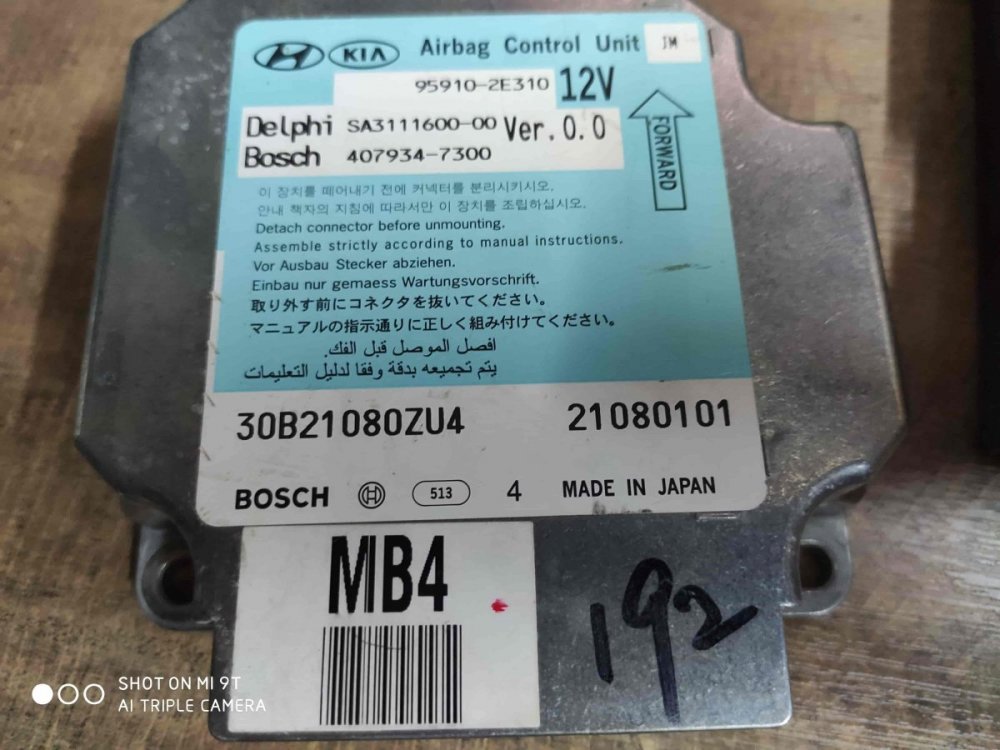 HYUNDAI KIA Airbag Control Unit JM
95910-2E310 12V
Delphi SA3111600-00 Ver.0.0
Bosch 407934-7300
FORWARD
이 장치를 떼어내기 전에 커넥터를 분리시키시오.
안내 책자의 지침에 따라서만 이 장치를 조립하십시오.
Detach connector before unmounting.
Assemble strictly according to manual instructions.
Vor Ausbau Stecker abziehen.
Einbau nur gemaess Wartungsvorschrift.
取り外す前にコネクタを抜いてください。
マニュアルの指示通りに正しく組み付けてください。
افصل الموصل قبل الفك.
يتم تجميعه بدقة وفقا لدليل التعليمات
30B21080ZU4 21080101
BOSCH 513 4 MADE IN JAPAN
MB4
192
SHOT ON MI 9T
AI TRIPLE CAMERA